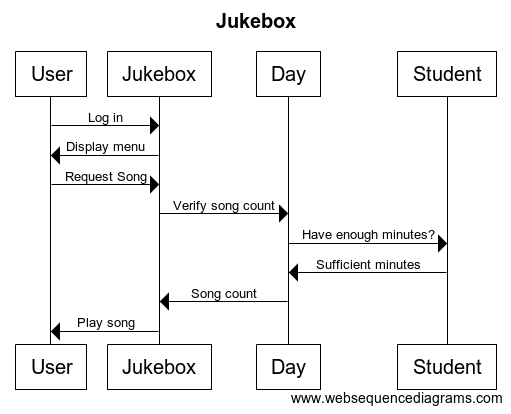 Jukebox
User Jukebox Day Student
Log in
Display menu
Request Song
Verify song count
Have enough minutes?
Sufficient minutes
Song count
Play song
User Jukebox Day Student
www.websequencediagrams.com